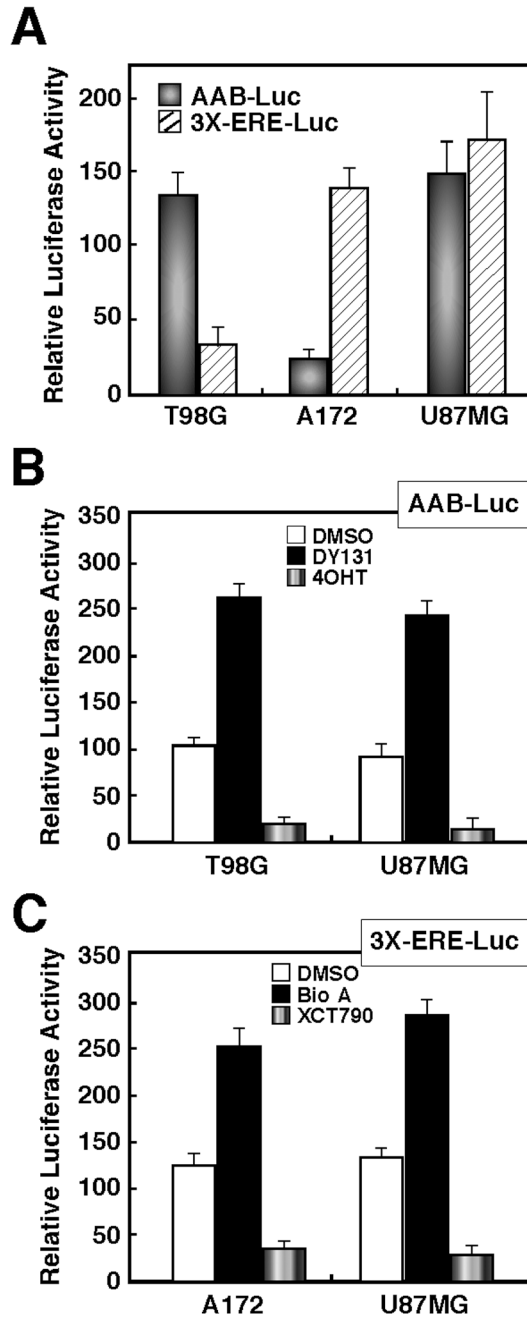 A
Relative Luciferase Activity
200
150
100
50
0
AAB-Luc
3X-ERE-Luc
T98G A172 U87MG
B
AAB-Luc
Relative Luciferase Activity
350
300
250
200
150
100
50
0
DMSO
DY131
4OHT
T98G U87MG
C
3X-ERE-Luc
Relative Luciferase Activity
350
300
250
200
150
100
50
0
DMSO
Bio A
XCT790
A172 U87MG